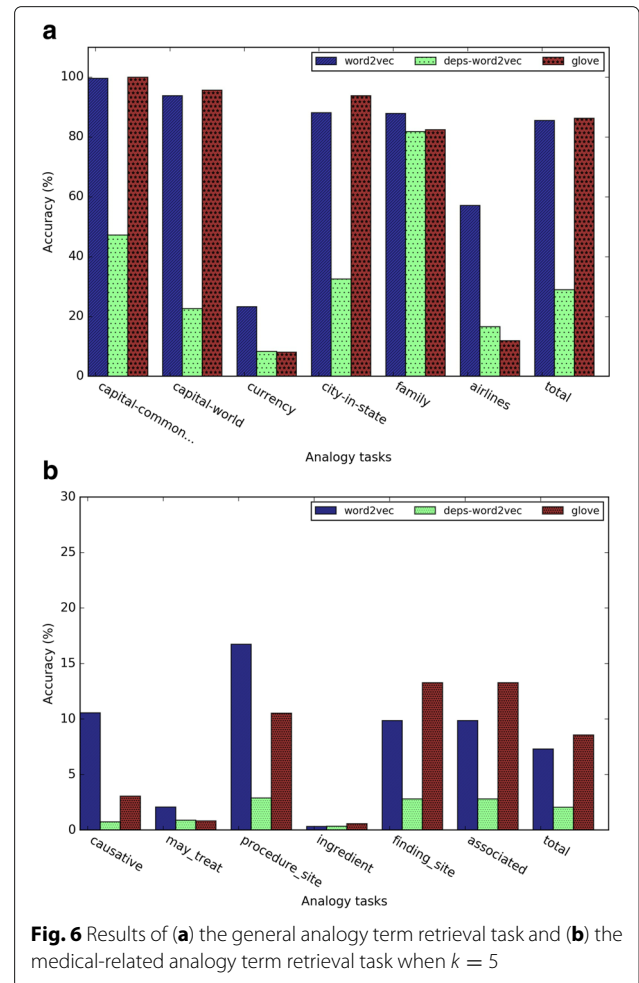 a
word2vec deps-word2vec glove
100
80
60
40
20
0
Accuracy (%)
capital-common...
capital-world
currency
city-in-state
family
airlines
total
Analogy tasks
b
word2vec deps-word2vec glove
30
25
20
15
10
5
0
Accuracy (%)
causative
may_treat
procedure_site
ingredient
finding_site
associated
total
Analogy tasks
Fig. 6 Results of (a) the general analogy term retrieval task and (b) the
medical-related analogy term retrieval task when k = 5